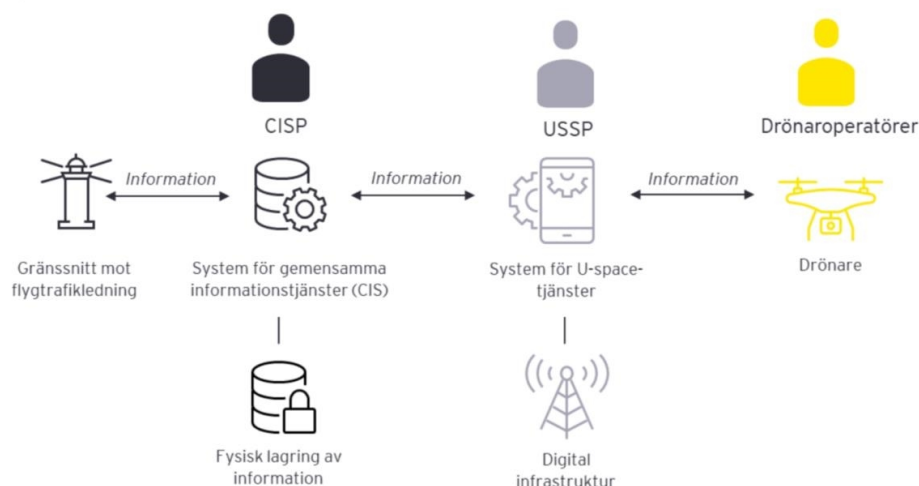 CISP
USSP
Drönaroperatörer
Information
Information
Information
Gränssnitt mot
flygtrafikledning
System för gemensamma
informationstjänster (CIS)
System för U-space-
tjänster
Drönare
Fysisk lagring av
information
Digital
infrastruktur